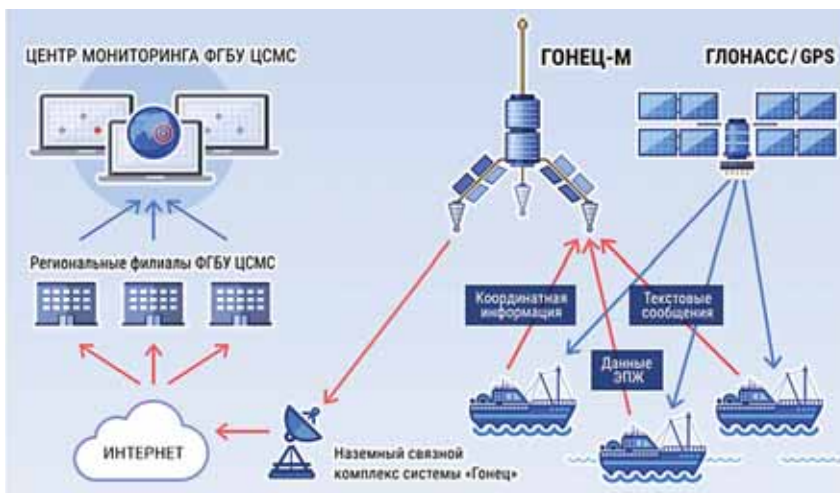 ЦЕНТР МОНИТОРИНГА ФГБУ ЦСМС
ГОНЕЦ-М
ГЛОНАСС / GPS
Региональные филиалы ФГБУ ЦСМС
Координатная
информация
Текстовые
сообщения
Данные
ЭПЖ
ИНТЕРНЕТ
Наземный связной
комплекс системы «Гонец»